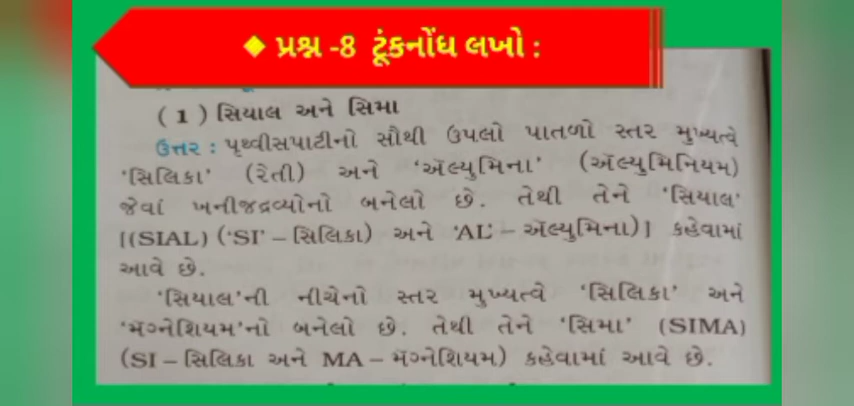 ◆ પ્રશ્ન -8 ટૂંકનોંધ લખો :
( 1 ) સિયાલ અને સિમા
ઉત્તર : પૃથ્વીસપાટીનો સૌથી ઉપલો પાતળો સ્તર મુખ્યત્વે
‘સિલિકા’ (રેતી) અને ‘ઍલ્યુમિના’ (ઍલ્યુમિનિયમ)
જેવાં ખનીજદ્રવ્યોનો બનેલો છે. તેથી તેને ‘સિયાલ’
[(SIAL) (‘SI’ – સિલિકા) અને ‘AL’ – ઍલ્યુમિના)] કહેવામાં
આવે છે.
‘સિયાલ’ની નીચેનો સ્તર મુખ્યત્વે ‘સિલિકા’ અને
‘મૅગ્નેશિયમ’નો બનેલો છે. તેથી તેને ‘સિમા’ (SIMA)
(SI – સિલિકા અને MA – મૅગ્નેશિયમ) કહેવામાં આવે છે.